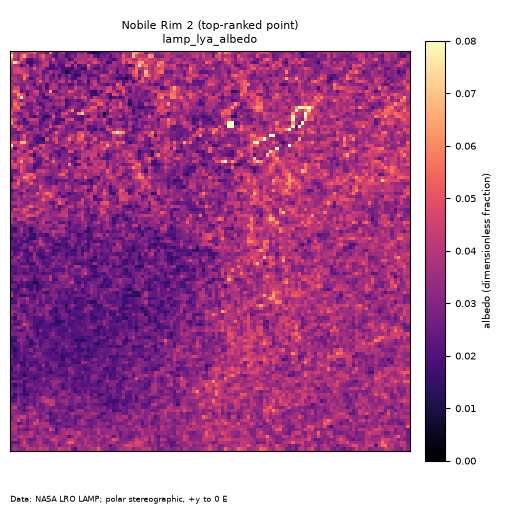 Nobile Rim 2 (top-ranked point)
lamp_lya_albedo
0.08
0.07
0.06
0.05
0.04
0.03
0.02
0.01
0.00
albedo (dimensionless fraction)
Data: NASA LRO LAMP; polar stereographic, +y to 0 E